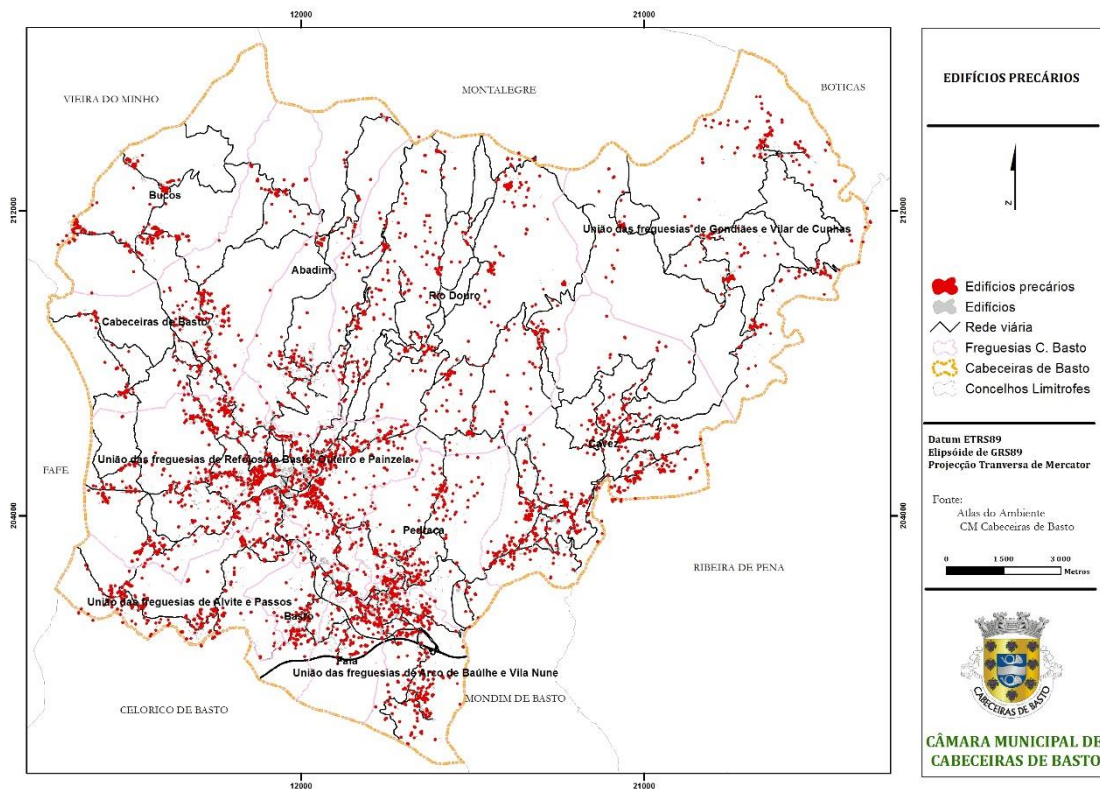 12000
21000
VIEIRA DO MINHO
MONTALEGRE
BOTICAS
212000
212000
Bucos
União das freguesias de Gondiães e Vilar de Cunhas
Abadim
Rio Douro
Cabeceiras de Basto
Cavez
União das freguesias de Refojos de Basto, Outeiro e Painzela
FAFE
204000
204000
Pedraça
RIBEIRA DE PENA
União das freguesias de Alvite e Passos
Basto
Faia
União das freguesias de Arco de Baúlhe e Vila Nune
MONDIM DE BASTO
CELORICO DE BASTO
12000
21000
EDIFÍCIOS PRECÁRIOS
N
Edifícios precários
Edifícios
Rede viária
Freguesias C. Basto
Cabeceiras de Basto
Concelhos Limitrofes
Datum ETRS89
Elipsóide de GRS89
Projecção Tranversa de Mercator
Fonte:
Atlas do Ambiente
CM Cabeceiras de Basto
0 1 500 3 000
Metros
CABECEIRAS DE BASTO
CÂMARA MUNICIPAL DE
CABECEIRAS DE BASTO